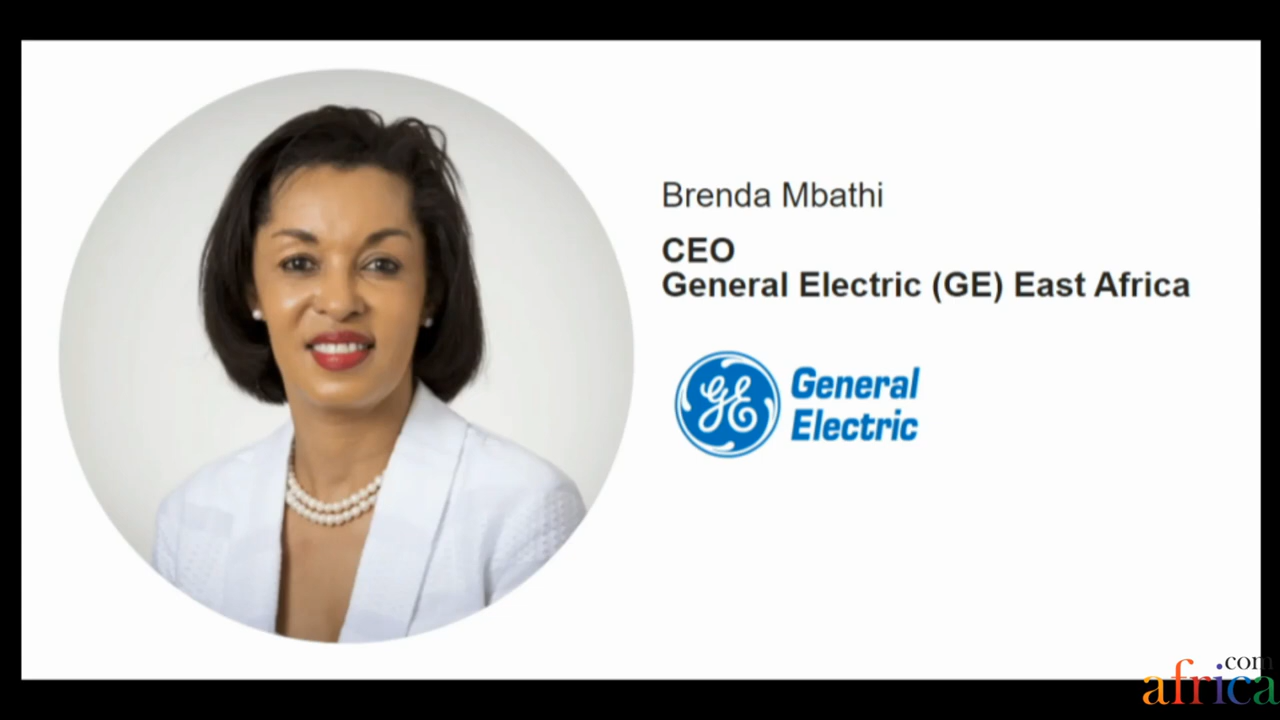 Brenda Mbathi
CEO
General Electric (GE) East Africa
GE General
Electric
.com
africa